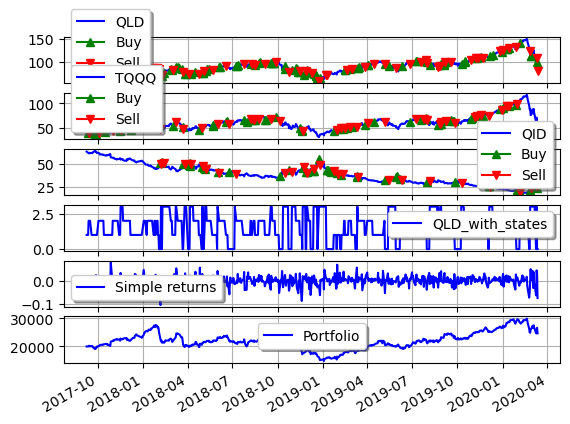 QLD
Buy
Sell
150
100
TQQQ
Buy
Sell
100
50
QID
Buy
Sell
50
25
2.5
0.0
QLD_with_states
0.0
−0.1
Simple returns
30000
20000
Portfolio
2017-10 2018-01 2018-04 2018-07 2018-10 2019-01 2019-04 2019-07 2019-10 2020-01 2020-04